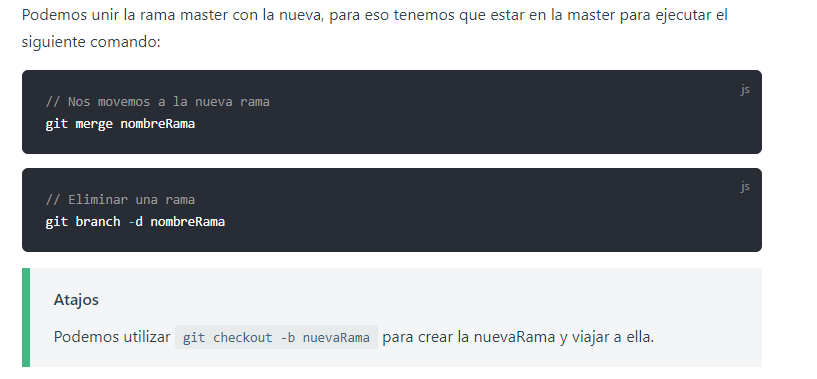 Podemos unir la rama master con la nueva, para eso tenemos que estar en la master para ejecutar el
siguiente comando:
js
// Nos movemos a la nueva rama
git merge nombreRama
js
// Eliminar una rama
git branch -d nombreRama
Atajos
Podemos utilizar git checkout -b nuevaRama para crear la nuevaRama y viajar a ella.